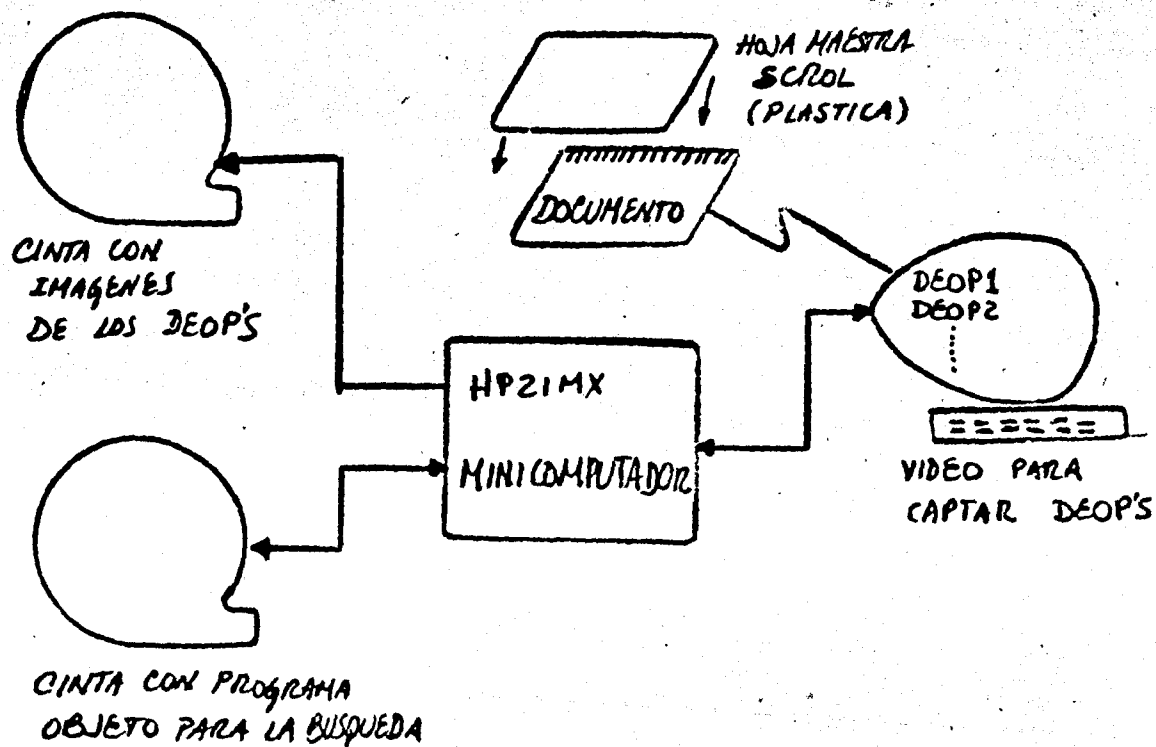 HOJA MAESTRA
SCROL
(PLASTICA)
DOCUMENTO
CINTA CON
IMAGENES
DE LOS DEOP'S
DEOP1
DEOP2
HP21MX
MINICOMPUTADOR
VIDEO PARA
CAPTAR DEOP'S
CINTA CON PROGRAMA
OBJETO PARA LA BUSQUEDA